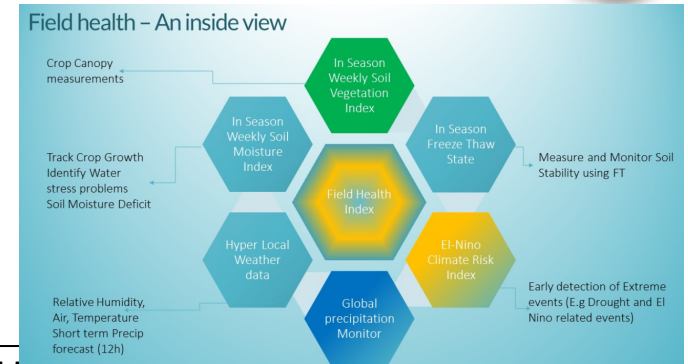 Field health – An inside view
Crop Canopy
measurements
In Season
Weekly Soil
Vegetation
Index
In Season
Weekly Soil
Moisture
Index
In Season
Freeze Thaw
State
Track Crop Growth
Identify Water
stress problems
Soil Moisture Deficit
Measure and Monitor Soil
Stability using FT
Field Health
Index
Hyper Local
Weather
data
El-Nino
Climate Risk
Index
Relative Humidity,
Air, Temperature
Short term Precip
forecast (12h)
Global
precipitation
Monitor
Early detection of Extreme
events (E.g Drought and El
Nino related events)